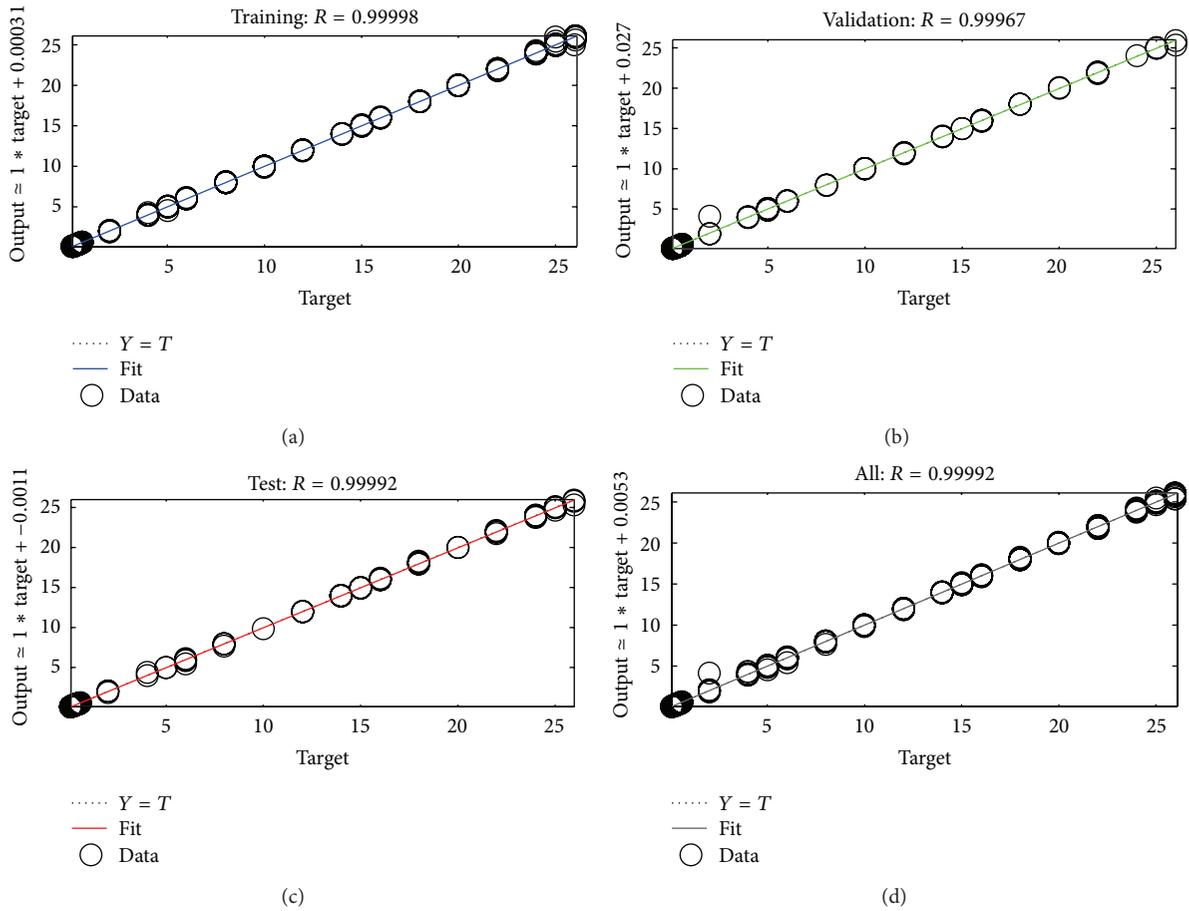 Training: R = 0.99998
Output ≃ 1 ∗ target + 0.00031
25
20
15
10
5
5
10
15
20
25
Target
Y = T
Fit
Data
(a)
Validation: R = 0.99967
Output ≃ 1 ∗ target + 0.027
25
20
15
10
5
5
10
15
20
25
Target
Y = T
Fit
Data
(b)
Test: R = 0.99992
Output ≃ 1 ∗ target + −0.0011
25
20
15
10
5
5
10
15
20
25
Target
Y = T
Fit
Data
(c)
All: R = 0.99992
Output ≃ 1 ∗ target + 0.0053
25
20
15
10
5
5
10
15
20
25
Target
Y = T
Fit
Data
(d)